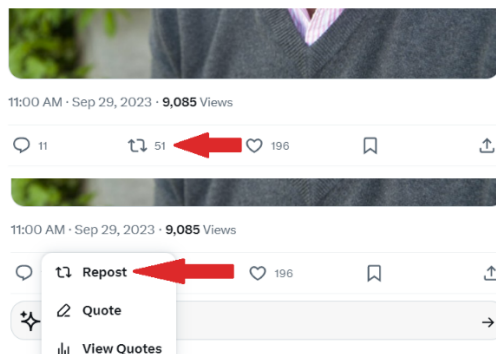 11:00 AM · Sep 29, 2023 · 9,085 Views
11 51 196
11:00 AM · Sep 29, 2023 · 9,085 Views
Repost 196
Quote
View Quotes